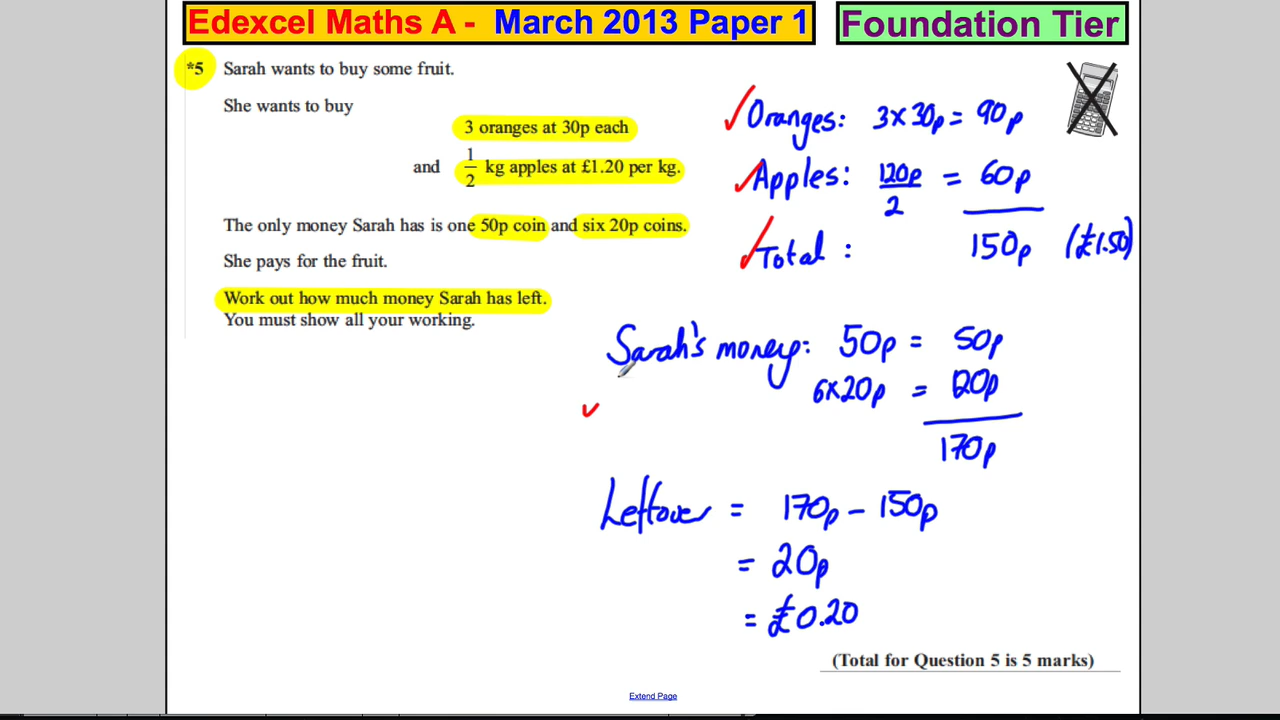 Edexcel Maths A - March 2013 Paper 1
Foundation Tier
*5 Sarah wants to buy some fruit.
She wants to buy
3 oranges at 30p each
and 1/2 kg apples at £1.20 per kg.
The only money Sarah has is one 50p coin and six 20p coins.
She pays for the fruit.
Work out how much money Sarah has left.
You must show all your working.
Oranges: 3 x 30p = 90p
Apples: 120p/2 = 60p
Total : 150p (£1.50)
Sarah's money: 50p = 50p
6x20p = 120p
170p
Leftover = 170p - 150p
= 20p
= £0.20
(Total for Question 5 is 5 marks)
Extend Page